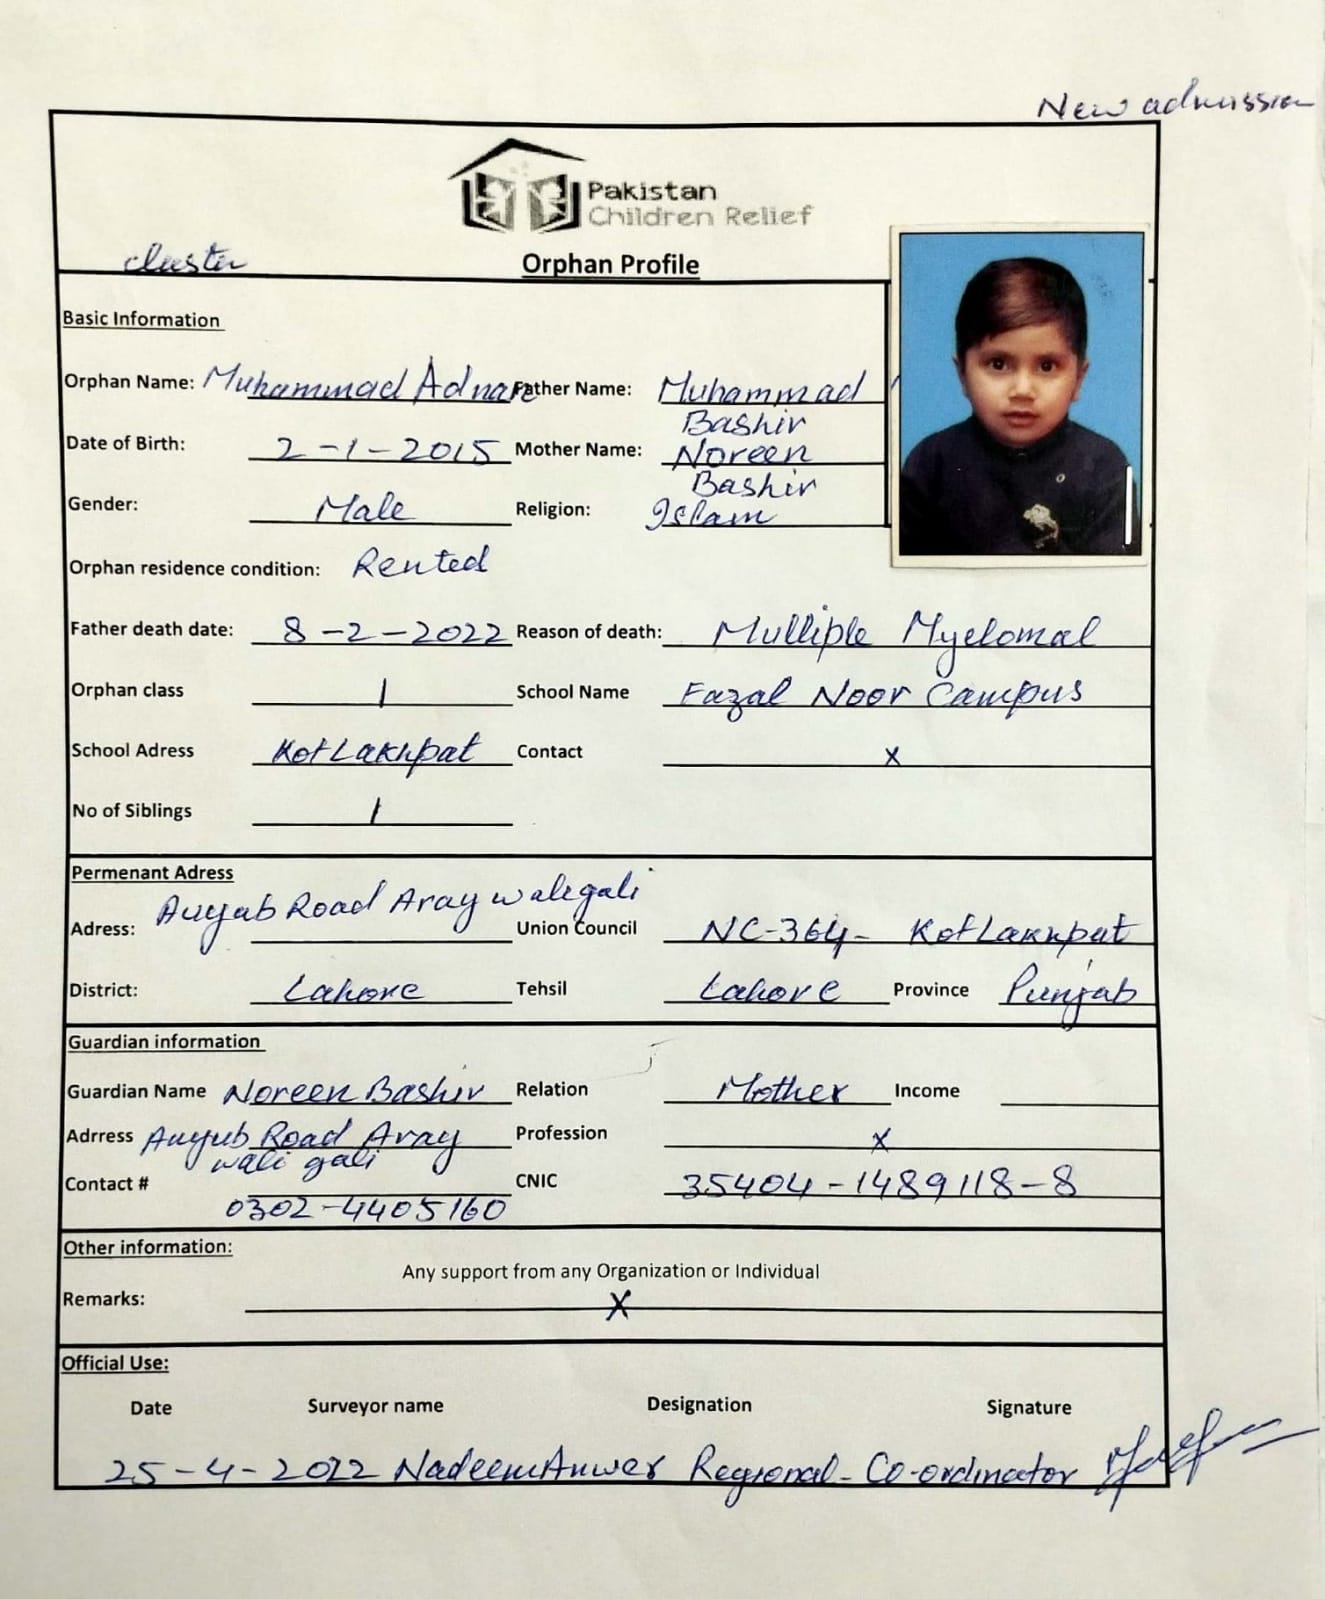 New admission
Pakistan
Children Relief
cluster
Orphan Profile
Basic Information
Orphan Name: Muhammad Adnan Father Name: Muhammad Bashir
Date of Birth: 2-1-2015 Mother Name: Noreen Bashir
Gender: Male Religion: Islam
Orphan residence condition: Rented
Father death date: 8-2-2022 Reason of death: Mulliple Myelomal
Orphan class 1 School Name Fazal Noor Campus
School Adress Kot Lakhpat Contact x
No of Siblings 1
Permenant Adress
Adress: Auyab Road Aray wali gali Union Council NC-364- Kot Lakhpat
District: Lahore Tehsil Lahore Province Punjab
Guardian information
Guardian Name Noreen Bashir Relation Mother Income
Adrress Auyub Road Aray wali gali Profession x
Contact # 0302-4405160 CNIC 35404-1489118-8
Other information:
Any support from any Organization or Individual
Remarks: X
Official Use:
Date Surveyor name Designation Signature
25-4-2022 Nadeem Anwer Regional-Co-ordinator